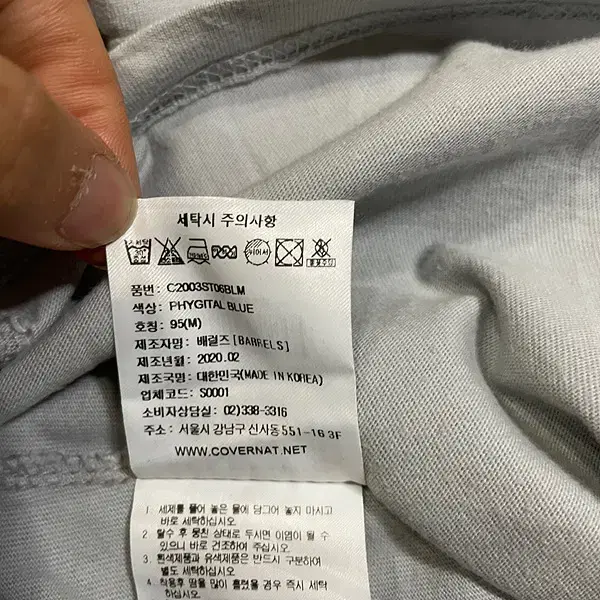 세탁시 주의사항
품번: C2003ST06BLM
색상: PHYGITAL BLUE
호칭: 95(M)
제조자명: 배럴즈 [BARRELS]
제조년월: 2020.02
제조국명: 대한민국(MADE IN KOREA)
업체코드: S0001
소비자상담실: 02)338-3316
주소: 서울시 강남구 신사동 551-16 3F
WWW.COVERNAT.NET
1. 세제를 풀어 놓은 물에 담그어 놓지 마시고
바로 세탁하십시오.
2. 탈수 후 뭉친 상태로 두시면 이염이 될 수
있으니 바로 건조하여 주십시오.
3. 흰색제품과 유색제품은 반드시 구분하여
별도 세탁하십시오.
4. 착용후 땀을 많이 흘렸을 경우 즉시 세탁
하십시오.